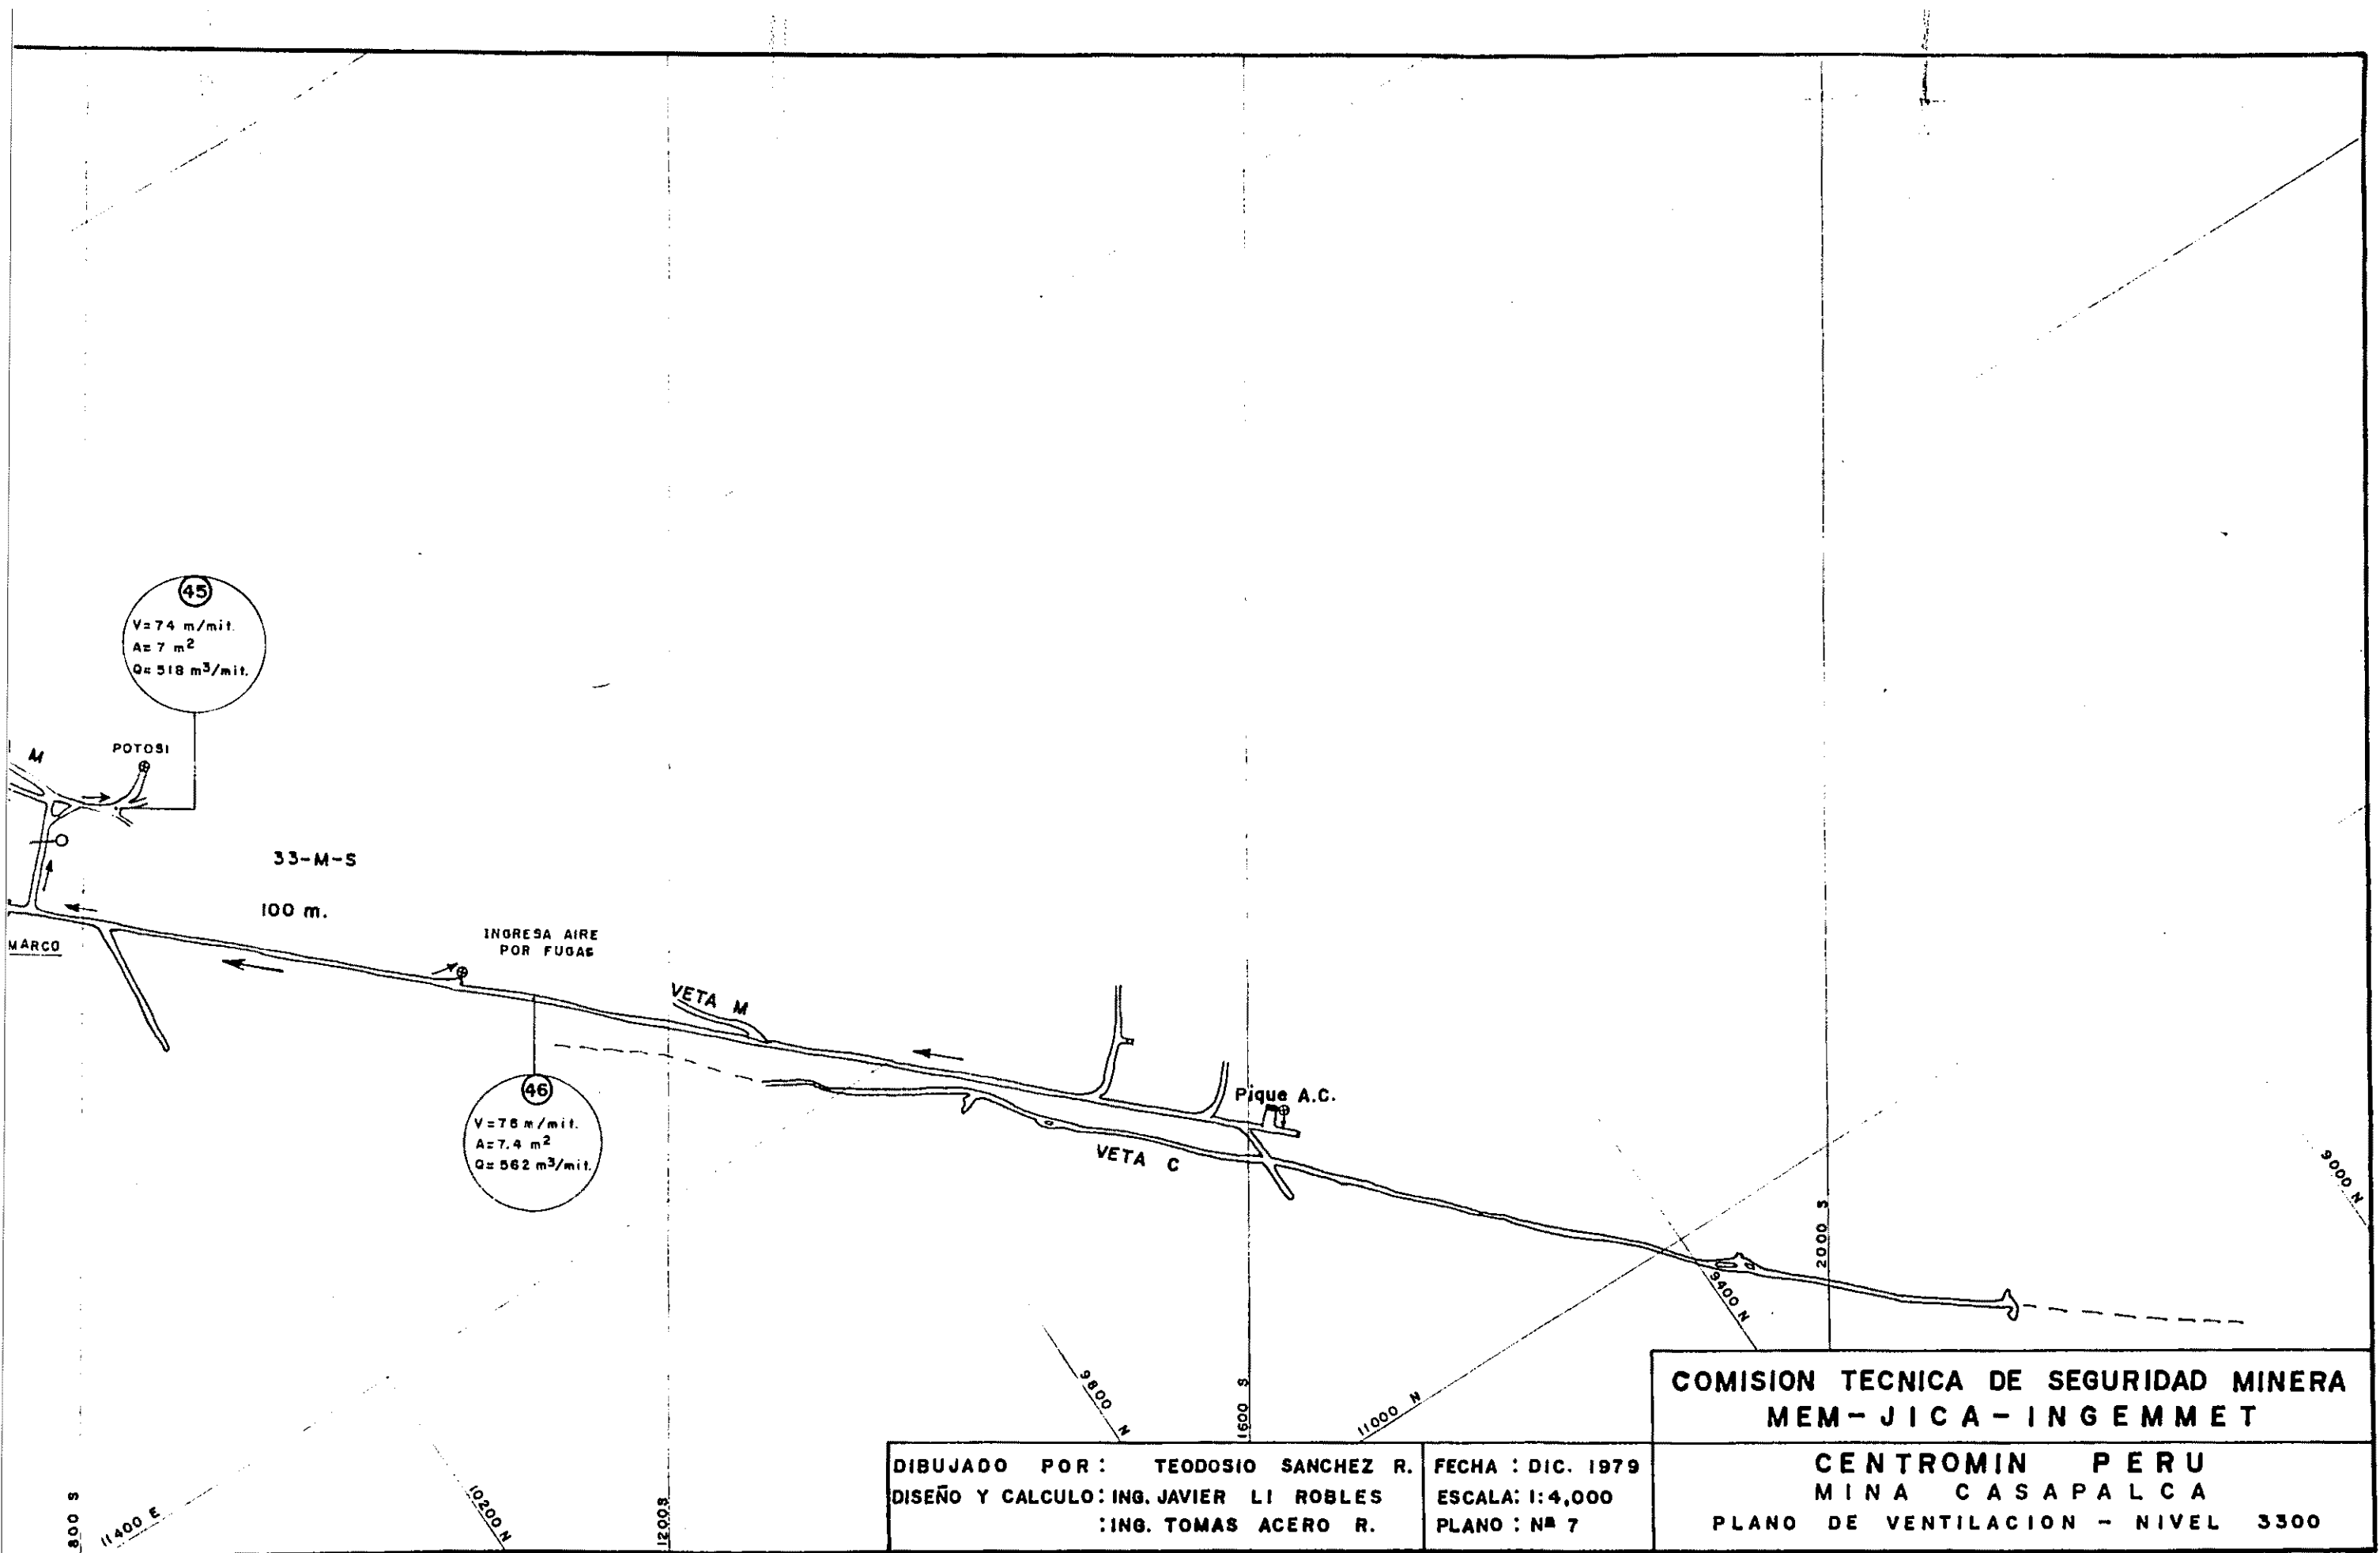 45
V=74 m/mit.
A=7 m²
Q=518 m³/mit.
M
POTOSI
33-M-S
100 m.
MARCO
INGRESA AIRE
POR FUGAS
VETA M
46
V=76 m/mit.
A=7.4 m²
Q=562 m³/mit.
Pique A.C.
VETA C
9000 N
2000 S
9400 N
9800 N
1600 S
11000 N
800 S
11400 E
10200 N
1200 S
COMISION TECNICA DE SEGURIDAD MINERA
MEM-JICA-INGEMMET
DIBUJADO POR: TEODOSIO SANCHEZ R.
DISEÑO Y CALCULO: ING. JAVIER LI ROBLES
: ING. TOMAS ACERO R.
FECHA : DIC. 1979
ESCALA: 1:4,000
PLANO : Nº 7
CENTROMIN PERU
MINA CASAPALCA
PLANO DE VENTILACION - NIVEL 3300